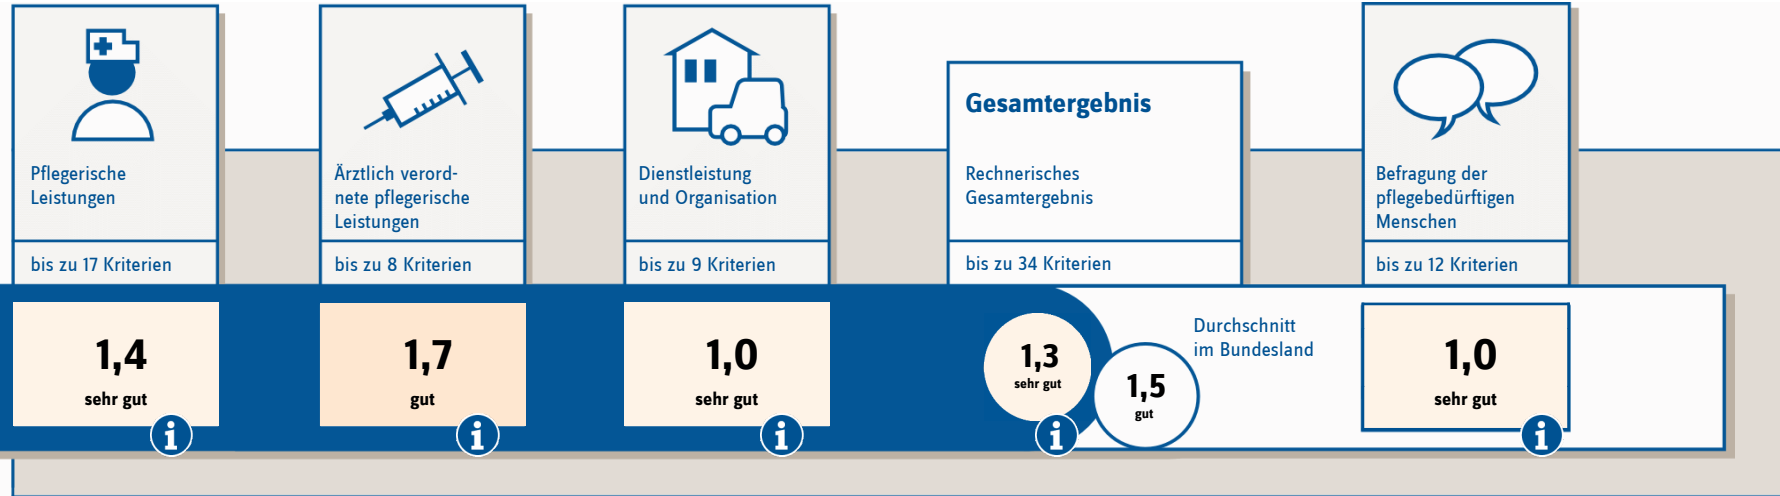 Pflegerische
Leistungen
bis zu 17 Kriterien
1,4
sehr gut
i
Ärztlich verord-
nete pflegerische
Leistungen
bis zu 8 Kriterien
1,7
gut
i
Dienstleistung
und Organisation
bis zu 9 Kriterien
1,0
sehr gut
i
Gesamtergebnis
Rechnerisches
Gesamtergebnis
bis zu 34 Kriterien
1,3
sehr gut
i
Durchschnitt
im Bundesland
1,5
gut
Befragung der
pflegebedürftigen
Menschen
bis zu 12 Kriterien
1,0
sehr gut
i